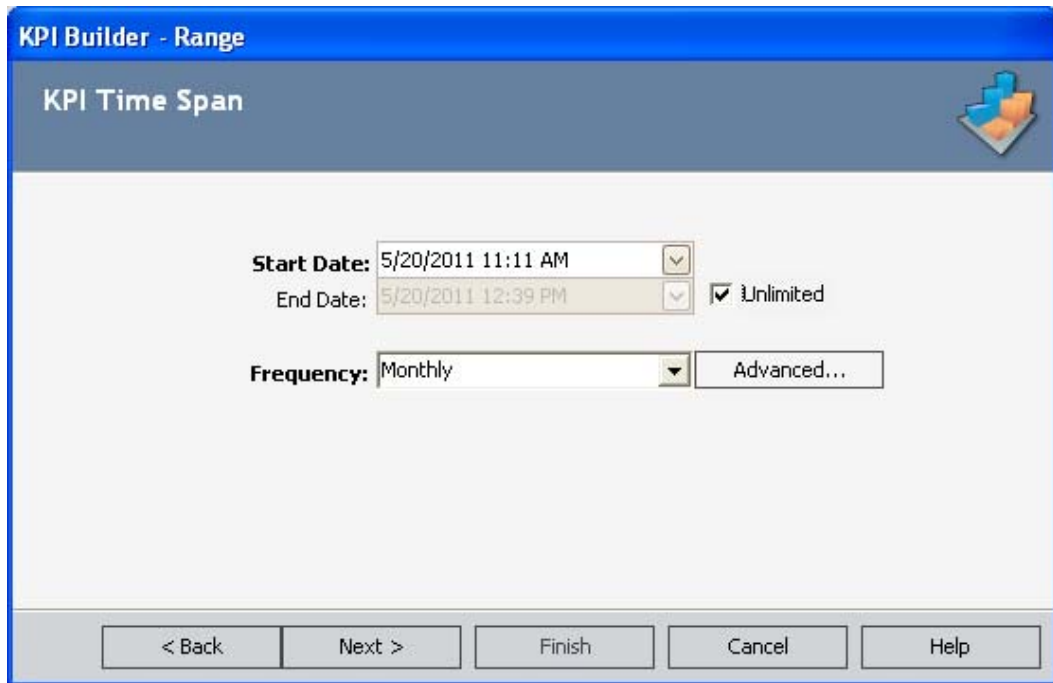 KPI Builder - Range
KPI Time Span
Start Date: 5/20/2011 11:11 AM
End Date: 5/20/2011 12:39 PM Unlimited
Frequency: Monthly Advanced...
< Back Next > Finish Cancel Help